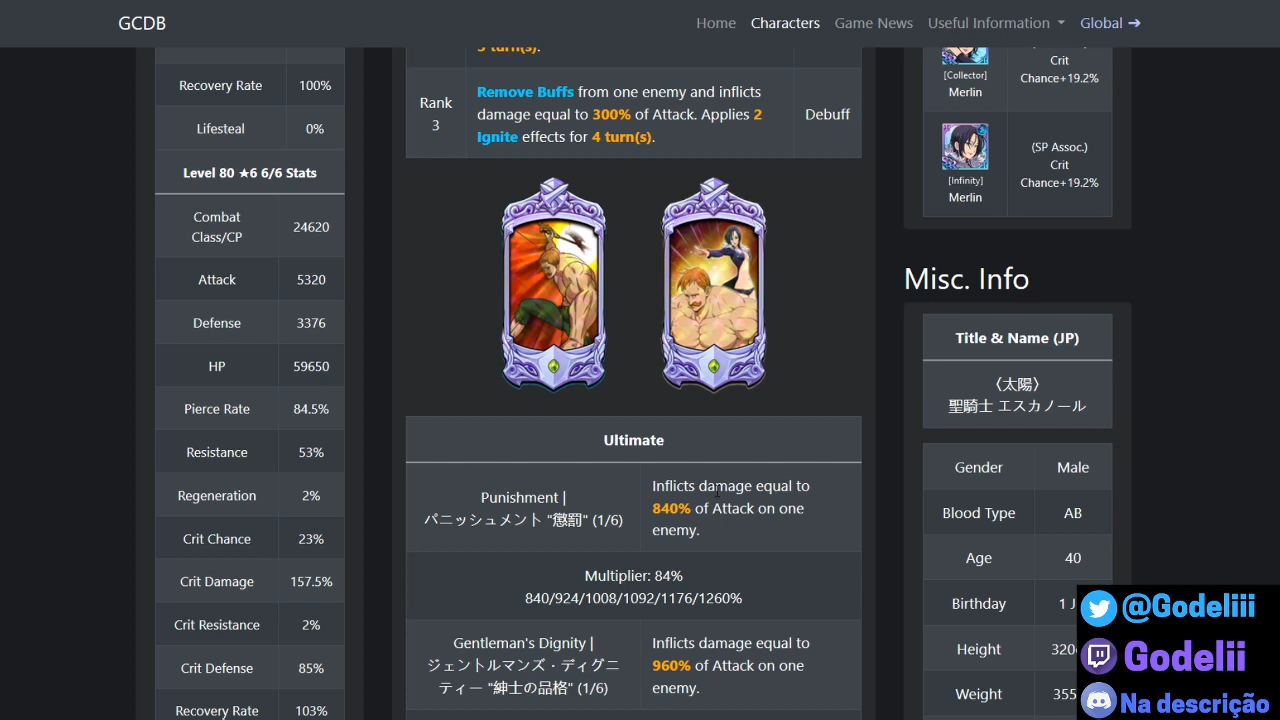 GCDB
Home
Characters
Game News
Useful Information
Global ➔
Recovery Rate
100%
Lifesteal
0%
Level 80 ★6 6/6 Stats
Combat
Class/CP
24620
Attack
5320
Defense
3376
HP
59650
Pierce Rate
84.5%
Resistance
53%
Regeneration
2%
Crit Chance
23%
Crit Damage
157.5%
Crit Resistance
2%
Crit Defense
85%
Recovery Rate
103%
turn(s).
Rank
3
Remove Buffs from one enemy and inflicts
damage equal to 300% of Attack. Applies 2
Ignite effects for 4 turn(s).
Debuff
Ultimate
Punishment |
パニッシュメント "懲罰" (1/6)
Inflicts damage equal to
840% of Attack on one
enemy.
Multiplier: 84%
840/924/1008/1092/1176/1260%
Gentleman's Dignity |
ジェントルマンズ・ディグニ
ティー "紳士の品格" (1/6)
Inflicts damage equal to
960% of Attack on one
enemy.
[Collector]
Merlin
Crit
Chance+19.2%
[Infinity]
Merlin
(SP Assoc.)
Crit
Chance+19.2%
Misc. Info
Title & Name (JP)
〈太陽〉
聖騎士 エスカノール
Gender
Male
Blood Type
AB
Age
40
Birthday
1 J
Height
320
Weight
355
@Godeliii
Godelii
Na descrição